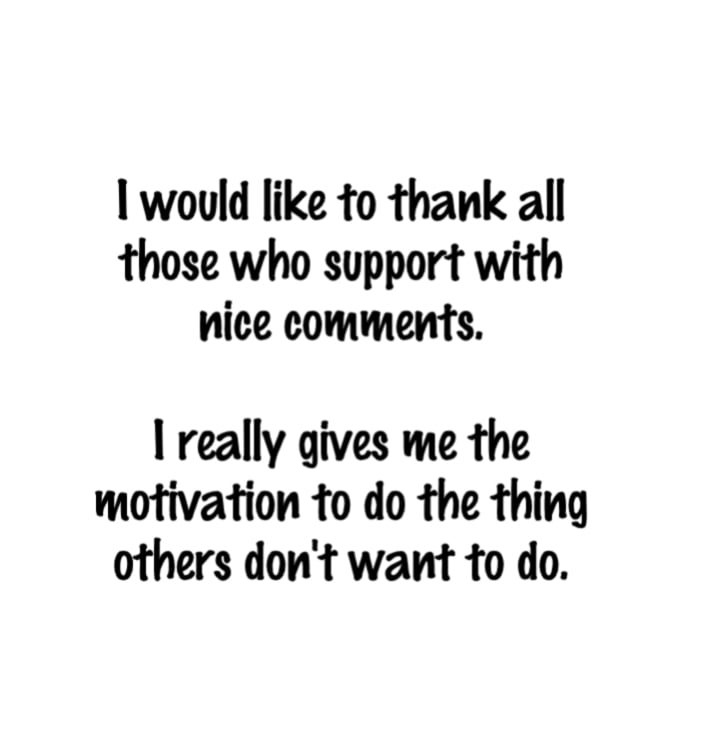 I would like to thank all
those who support with
nice comments.
I really gives me the
motivation to do the thing
others don't want to do.